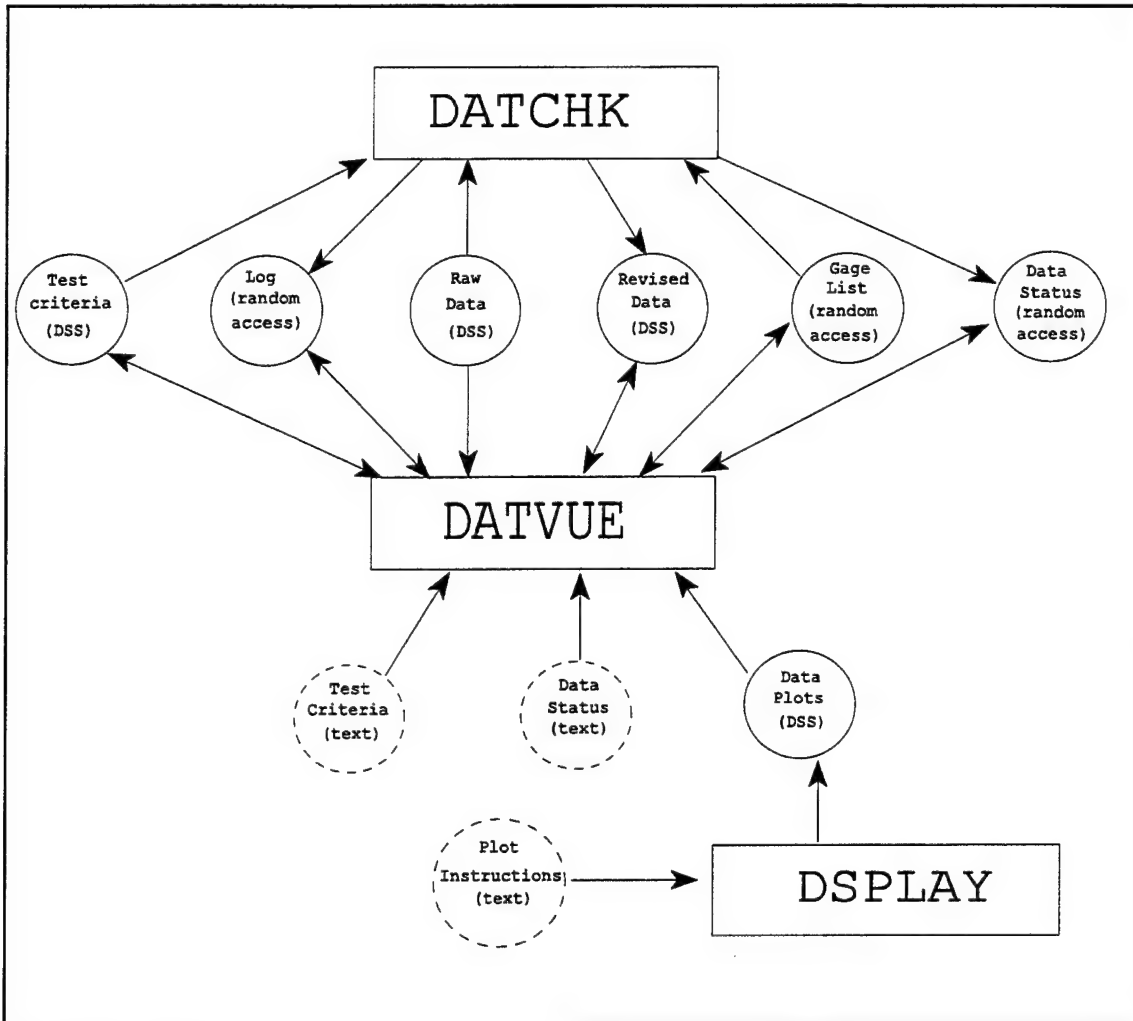 DATCHK
Test
criteria
(DSS)
Log
(random
access)
Raw
Data
(DSS)
Revised
Data
(DSS)
Gage
List
(random
access)
Data
Status
(random
access)
DATVUE
Test
Criteria
(text)
Data
Status
(text)
Data
Plots
(DSS)
Plot
Instructions
(text)
DSPLAY